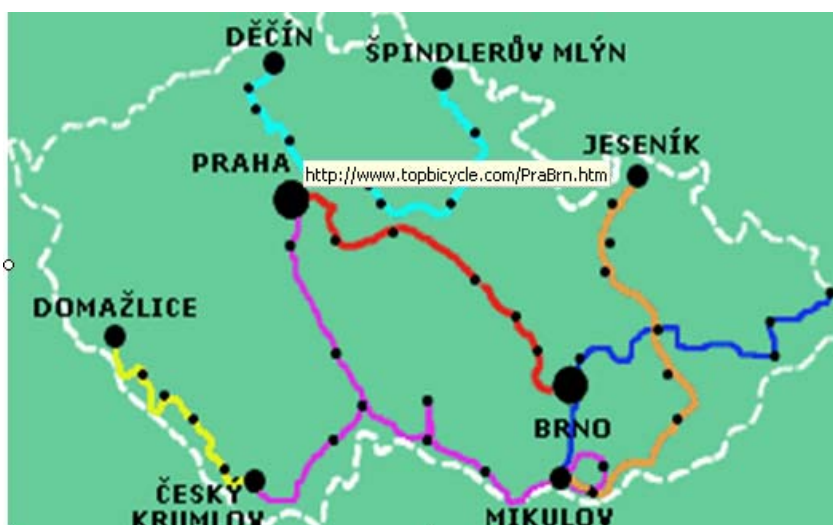 DĚČÍN
ŠPINDLERŮV MLÝN
JESENÍK
PRAHA
http://www.topbicycle.com/PraBrn.htm
DOMAŽLICE
BRNO
ČESKÝ
KRUMLOV
MIKULOV